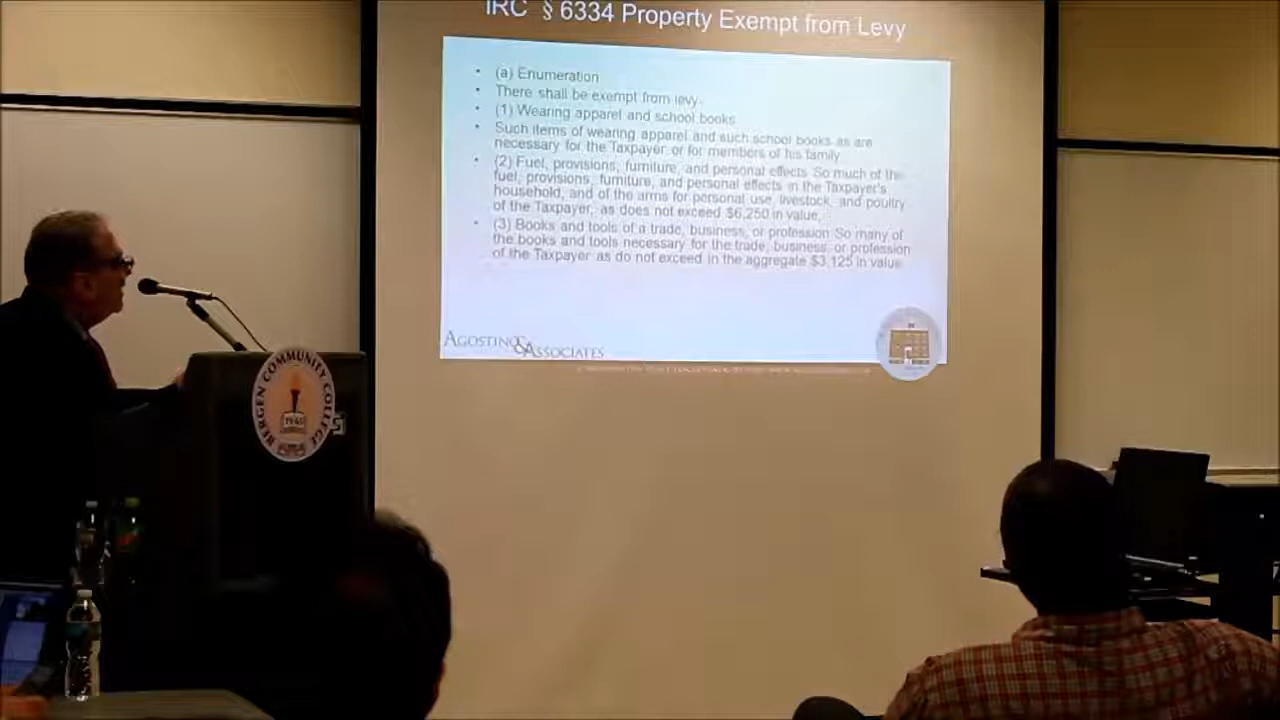 IRC § 6334 Property Exempt from Levy
• (a) Enumeration
• There shall be exempt from levy-
• (1) Wearing apparel and school books
• Such items of wearing apparel and such school books as are
necessary for the Taxpayer or for members of his family
• (2) Fuel, provisions, furniture, and personal effects So much of the
fuel, provisions, furniture, and personal effects in the Taxpayer's
household, and of the arms for personal use, livestock, and poultry
of the Taxpayer, as does not exceed $6,250 in value;
• (3) Books and tools of a trade, business, or profession So many of
the books and tools necessary for the trade, business, or profession
of the Taxpayer as do not exceed in the aggregate $3,125 in value
AGOSTINO & ASSOCIATES
BERGEN COMMUNITY COLLEGE